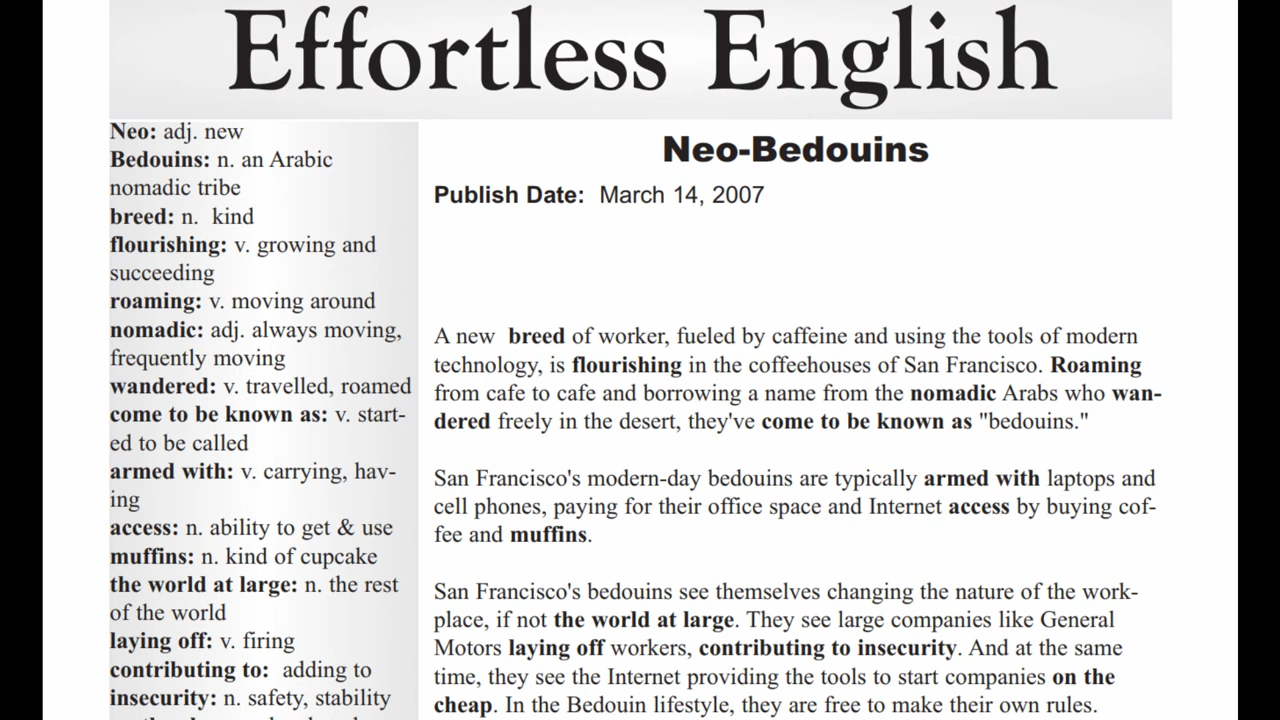 Effortless English
Neo: adj. new
Bedouins: n. an Arabic
nomadic tribe
breed: n. kind
flourishing: v. growing and
succeeding
roaming: v. moving around
nomadic: adj. always moving,
frequently moving
wandered: v. travelled, roamed
come to be known as: v. start-
ed to be called
armed with: v. carrying, hav-
ing
access: n. ability to get & use
muffins: n. kind of cupcake
the world at large: n. the rest
of the world
laying off: v. firing
contributing to: adding to
insecurity: n. safety, stability
Neo-Bedouins
Publish Date: March 14, 2007
A new breed of worker, fueled by caffeine and using the tools of modern
technology, is flourishing in the coffeehouses of San Francisco. Roaming
from cafe to cafe and borrowing a name from the nomadic Arabs who wan-
dered freely in the desert, they've come to be known as "bedouins."
San Francisco's modern-day bedouins are typically armed with laptops and
cell phones, paying for their office space and Internet access by buying cof-
fee and muffins.
San Francisco's bedouins see themselves changing the nature of the work-
place, if not the world at large. They see large companies like General
Motors laying off workers, contributing to insecurity. And at the same
time, they see the Internet providing the tools to start companies on the
cheap. In the Bedouin lifestyle, they are free to make their own rules.